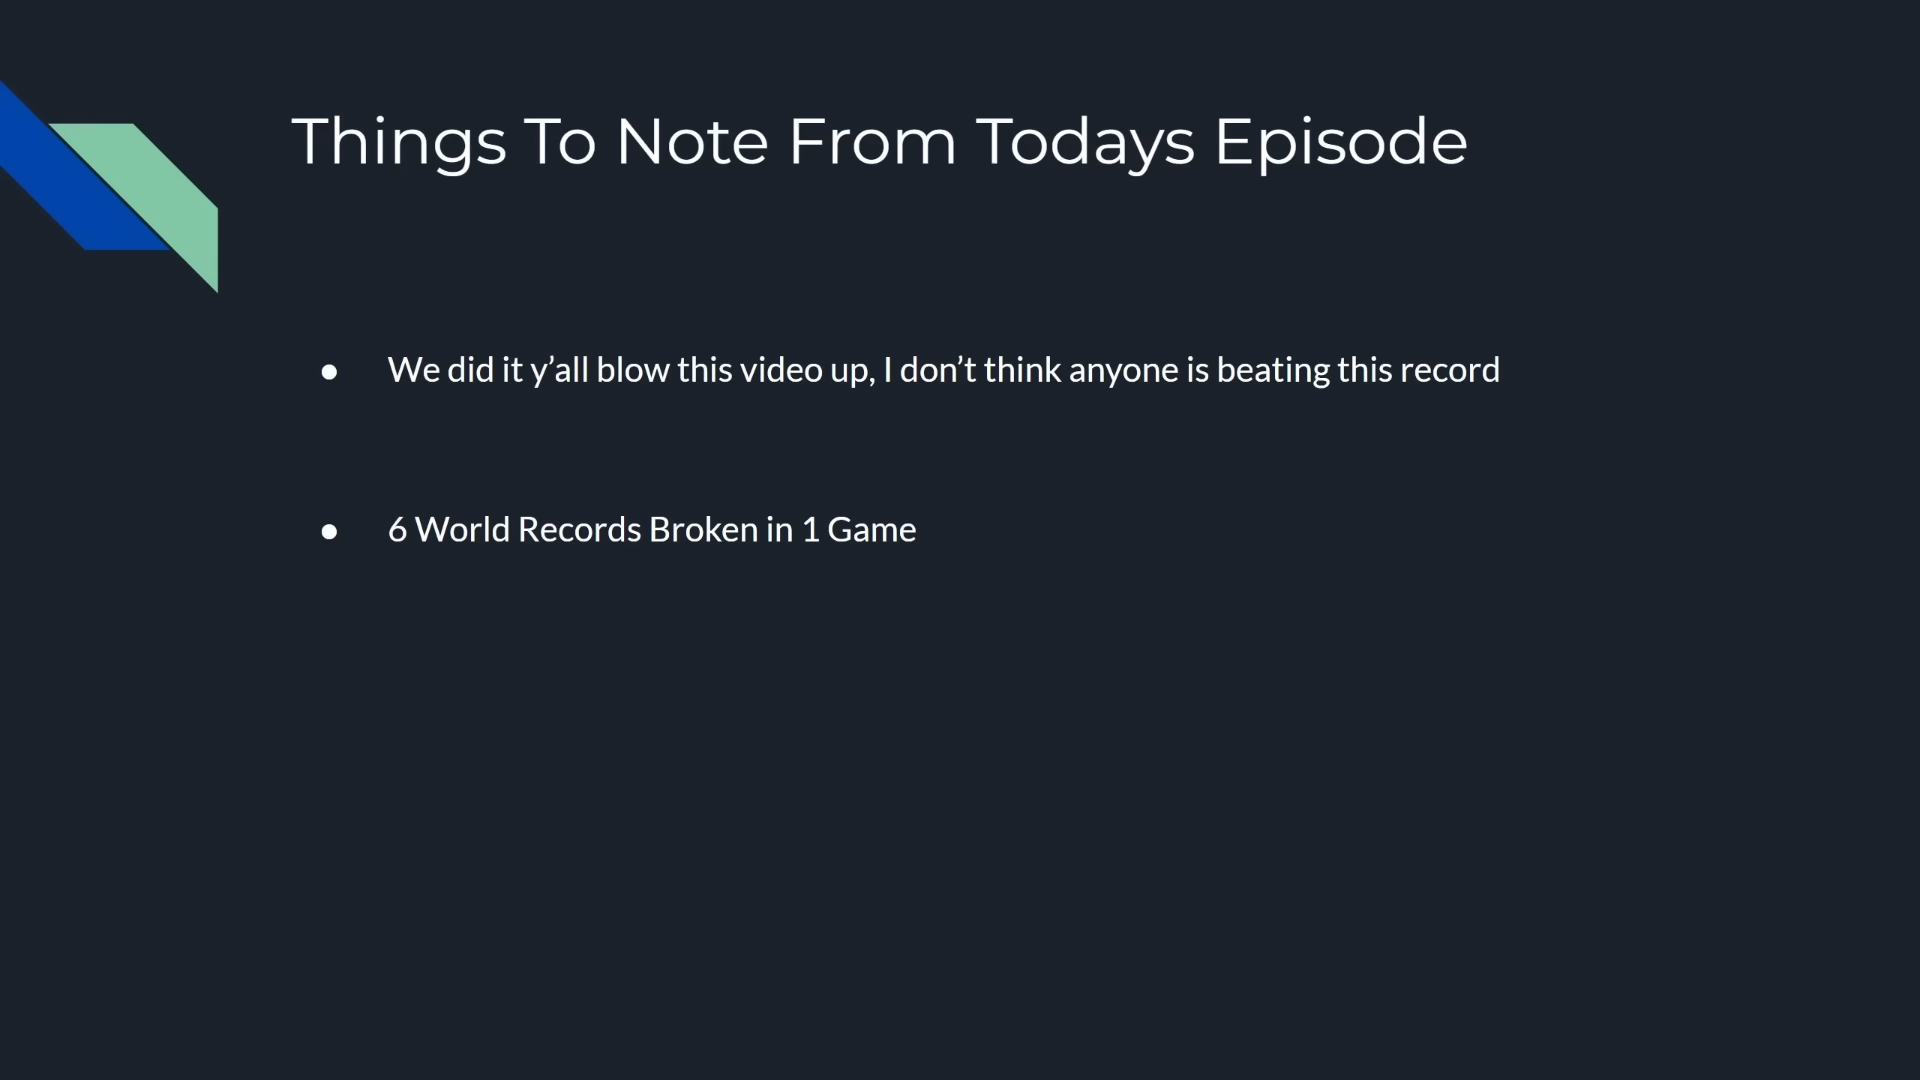 Things To Note From Todays Episode
● We did it y’all blow this video up, I don’t think anyone is beating this record
● 6 World Records Broken in 1 Game